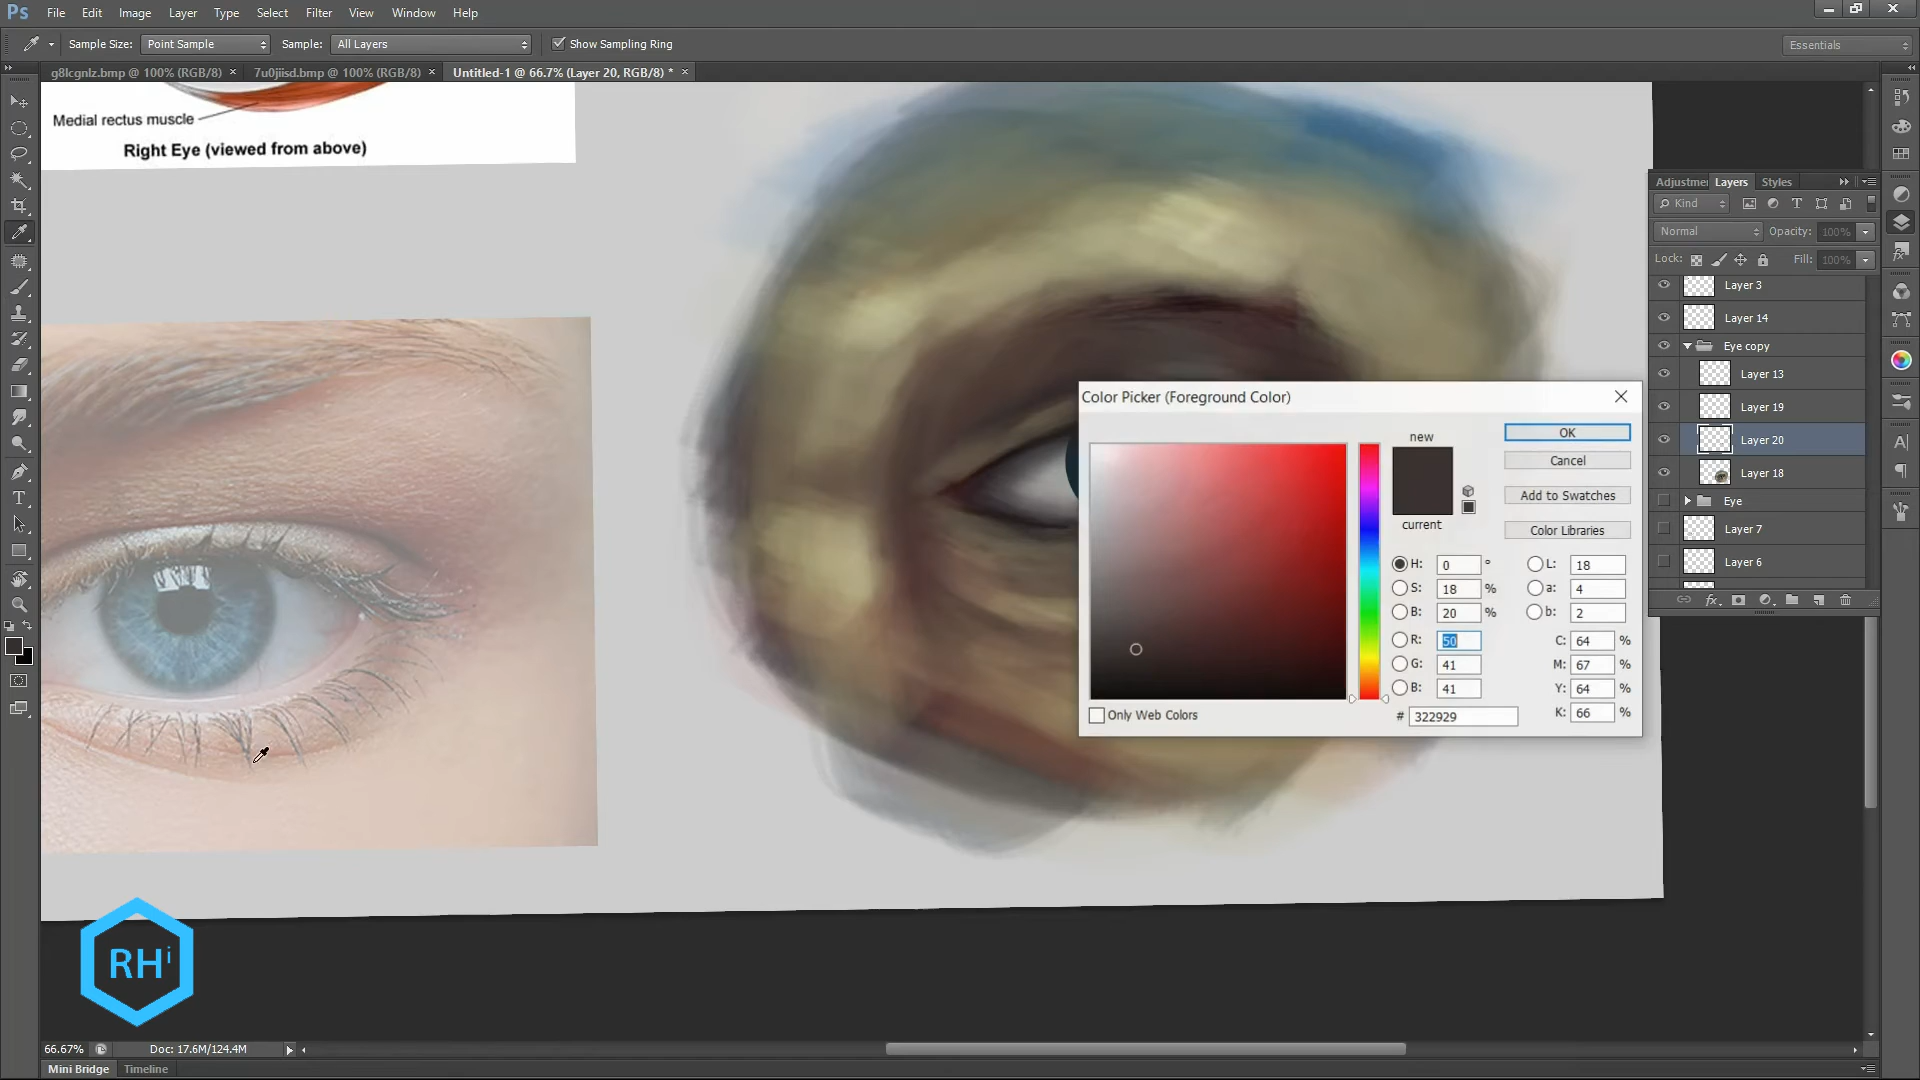 Ps File Edit Image Layer Type Select Filter View Window Help
Sample Size: Point Sample Sample: All Layers Show Sampling Ring Essentials
g8lcgnlz.bmp @ 100% (RGB/8) × 7u0jiisd.bmp @ 100% (RGB/8) × Untitled-1 @ 66.7% (Layer 20, RGB/8) * ×
Medial rectus muscle
Right Eye (viewed from above)
Adjustmen Layers Styles
Kind
Normal Opacity: 100%
Lock: Fill: 100%
Layer 3
Layer 14
Eye copy
Layer 13
Layer 19
Layer 20
Layer 18
Eye
Layer 7
Layer 6
Color Picker (Foreground Color)
new
current
OK
Cancel
Add to Swatches
Color Libraries
H: 0 ° L: 18
S: 18 % a: 4
B: 20 % b: 2
R: 50 C: 64 %
G: 41 M: 67 %
B: 41 Y: 64 %
# 322929 K: 66 %
Only Web Colors
RHi
66.67% Doc: 17.6M/124.4M
Mini Bridge Timeline